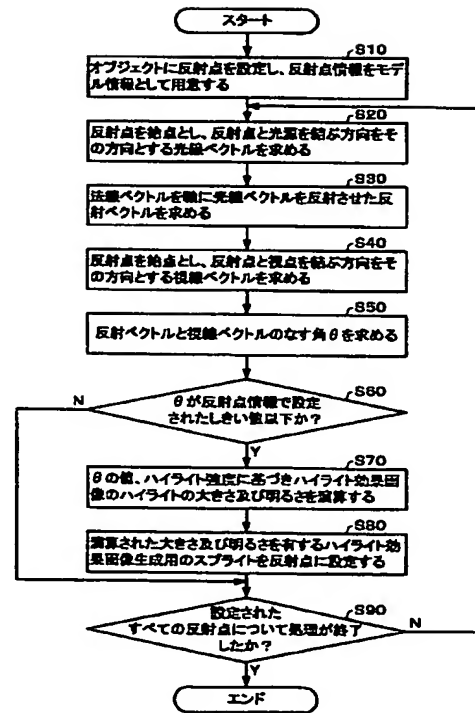 スタート
S10
オブジェクトに反射点を設定し、反射点情報をモデ
ル情報として用意する
S20
反射点を始点とし、反射点と光源を結ぶ方向をそ
の方向とする光線ベクトルを求める
S30
法線ベクトルを軸に光線ベクトルを反射させた反
射ベクトルを求める
S40
反射点を始点とし、反射点と視点を結ぶ方向をそ
の方向とする視線ベクトルを求める
S50
反射ベクトルと視線ベクトルのなす角θを求める
S60
N
θが反射点情報で設定
されたしきい値以下か?
Y
S70
θの値、ハイライト強度に基づきハイライト効果画
像のハイライトの大きさ及び明るさを演算する
S80
演算された大きさ及び明るさを有するハイライト効
果画像生成用のスプライトを反射点に設定する
S90
設定された
すべての反射点について処理が終了
したか?
N
Y
エンド